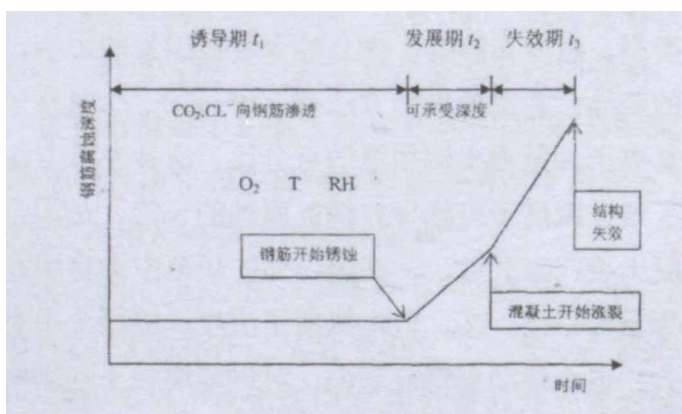 诱导期 t₁ 发展期 t₂ 失效期 t₃
CO₂.CL⁻向钢筋渗透 可承受深度
钢筋腐蚀深度
O₂ T RH
钢筋开始锈蚀
结构
失效
混凝土开始涨裂
时间